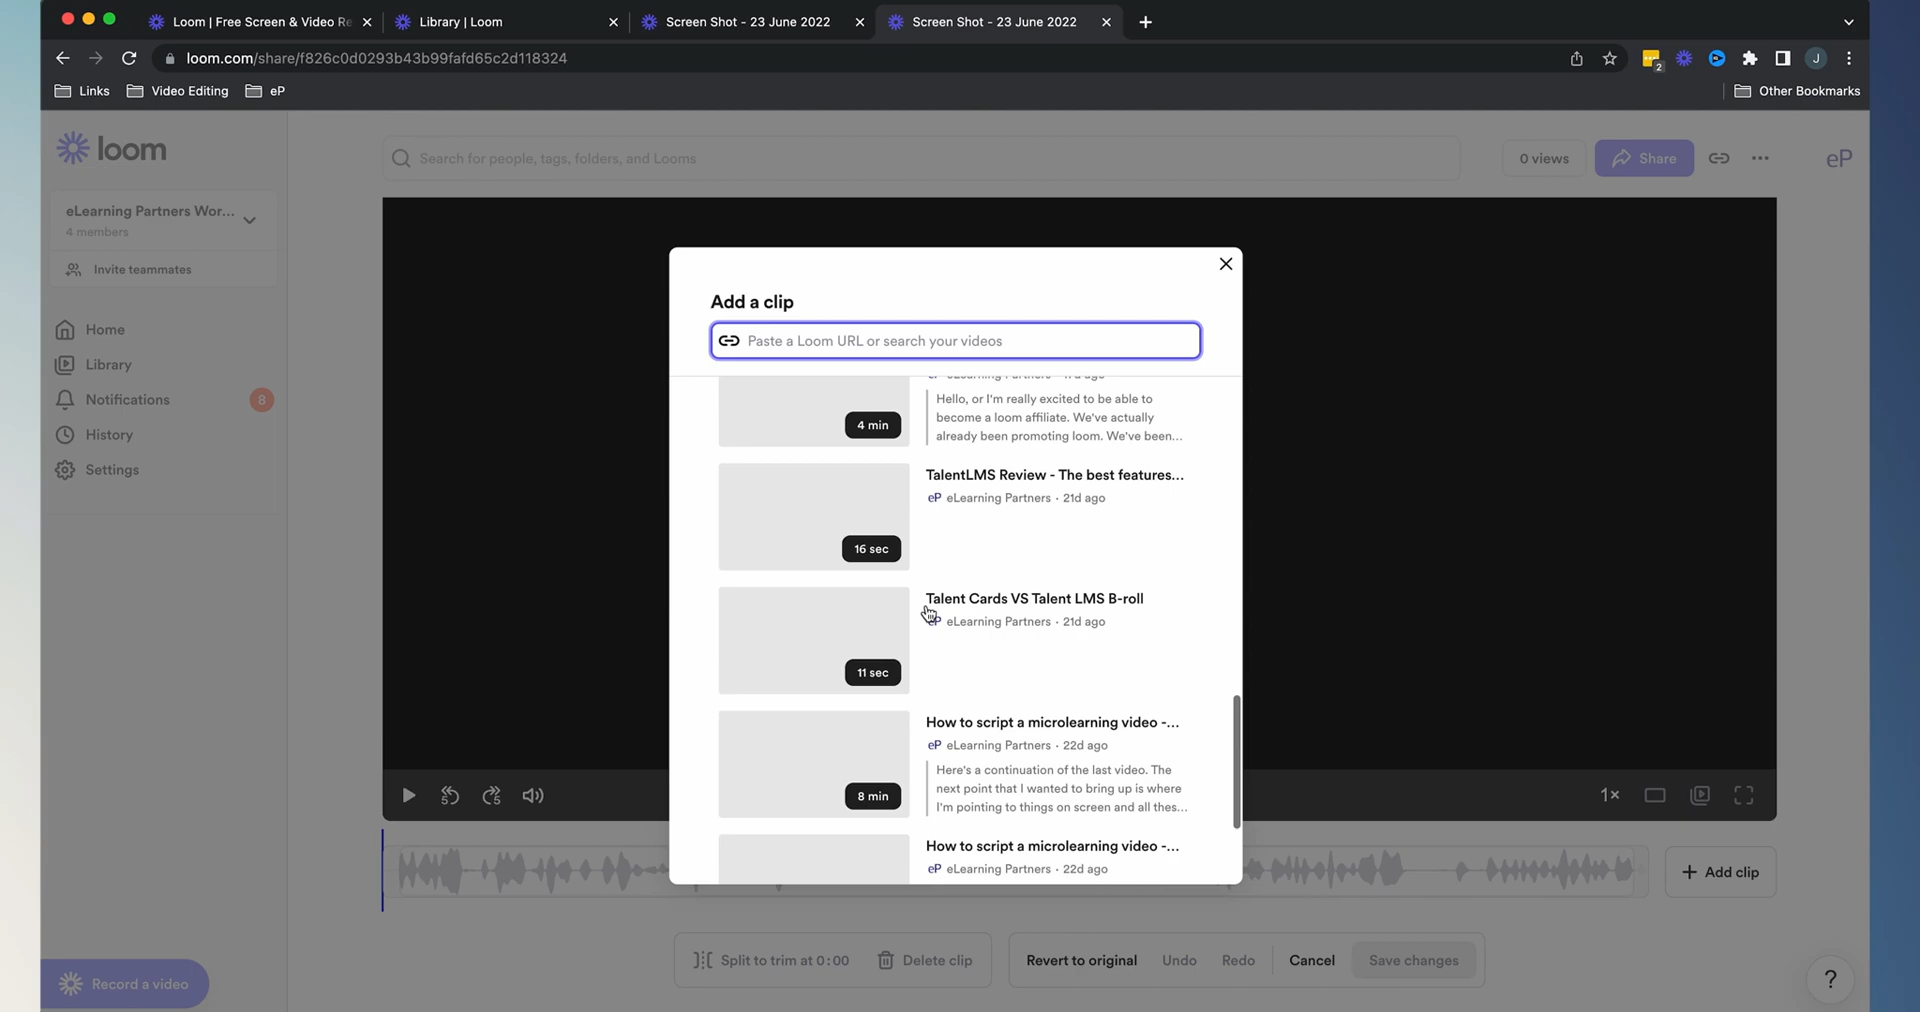 Loom | Free Screen & Video Re
Library | Loom
Screen Shot - 23 June 2022
Screen Shot - 23 June 2022
loom.com/share/f826c0d0293b43b99fafd65c2d118324
2
J
Links
Video Editing
eP
Other Bookmarks
loom
Search for people, tags, folders, and Looms
0 views
Share
eP
eLearning Partners Wor...
4 members
Invite teammates
Home
Library
Notifications
8
History
Settings
Add a clip
Paste a Loom URL or search your videos
4 min
Hello, or I'm really excited to be able to
become a loom affiliate. We've actually
already been promoting loom. We've been...
TalentLMS Review - The best features...
eP eLearning Partners · 21d ago
16 sec
Talent Cards VS Talent LMS B-roll
eP eLearning Partners · 21d ago
11 sec
How to script a microlearning video -...
eP eLearning Partners · 22d ago
Here's a continuation of the last video. The
next point that I wanted to bring up is where
I'm pointing to things on screen and all thes...
8 min
How to script a microlearning video -...
eP eLearning Partners · 22d ago
5
5
1×
+ Add clip
Split to trim at 0:00
Delete clip
Revert to original
Undo
Redo
Cancel
Save changes
Record a video
?